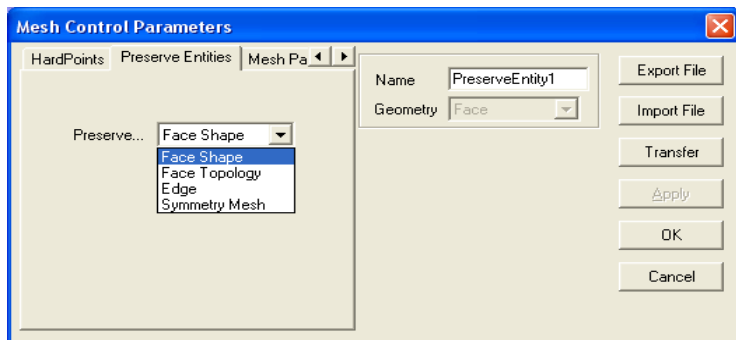 Mesh Control Parameters
HardPoints Preserve Entities Mesh Pa
Preserve... Face Shape
Face Shape
Face Topology
Edge
Symmetry Mesh
Name PreserveEntity1
Geometry Face
Export File
Import File
Transfer
Apply
OK
Cancel